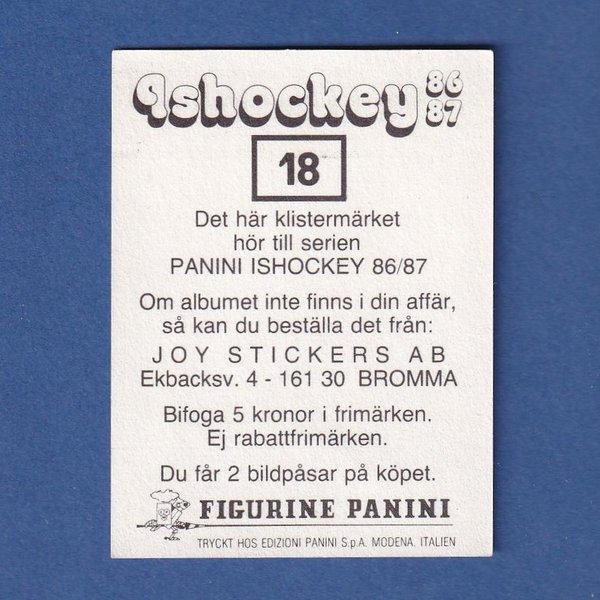 Ishockey 86
87
18
Det här klistermärket
hör till serien
PANINI ISHOCKEY 86/87
Om albumet inte finns i din affär,
så kan du beställa det från:
JOY STICKERS AB
Ekbacksv. 4 - 161 30 BROMMA
Bifoga 5 kronor i frimärken.
Ej rabattfrimärken.
Du får 2 bildpåsar på köpet.
FIGURINE PANINI
TRYCKT HOS EDIZIONI PANINI S.p.A. MODENA. ITALIEN